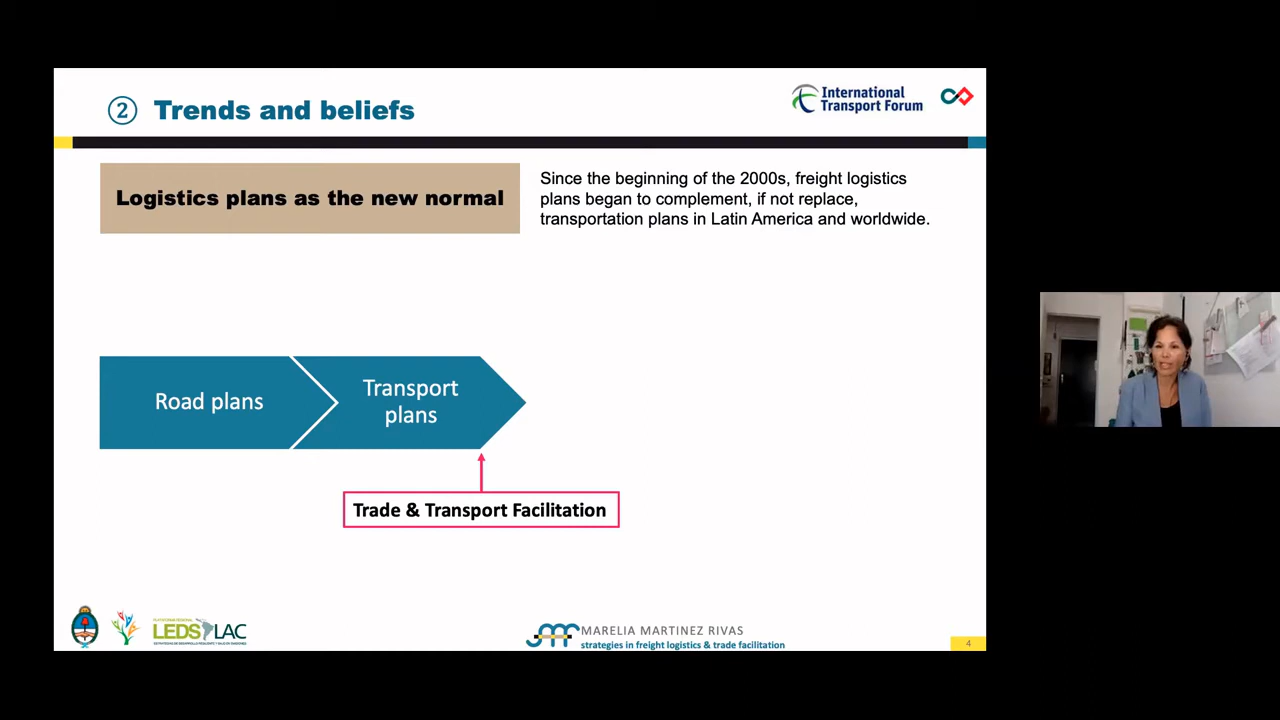 ② Trends and beliefs
International
Transport Forum
Logistics plans as the new normal
Since the beginning of the 2000s, freight logistics
plans began to complement, if not replace,
transportation plans in Latin America and worldwide.
Road plans
Transport
plans
Trade & Transport Facilitation
LEDS LAC
MARELIA MARTINEZ RIVAS
strategies in freight logistics & trade facilitation
4